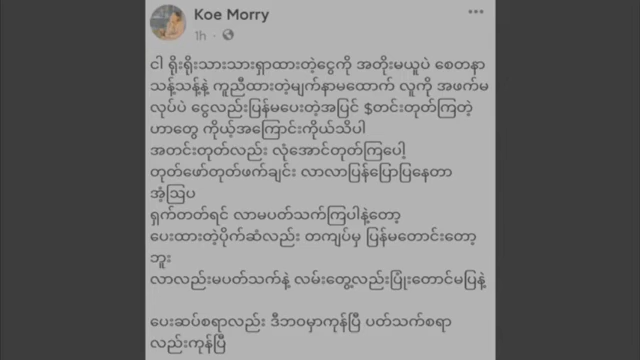 Koe Morry
1h
ငါ ရိုးရိုးသားသားရှာထားတဲ့ငွေကို အတိုးမယူပဲ စေတနာ
သန့်သန့်နဲ့ ကူညီထားတဲ့မျက်နှာမထောက် လူကို အဖက်မ
လုပ်ပဲ ငွေလည်းပြန်မပေးတဲ့အပြင် $တင်းတုတ်ကြတဲ့
ဟာတွေ ကိုယ့်အကြောင်းကိုယ်သိပါ
အတင်းတုတ်လည်း လုံအောင်တုတ်ကြပေါ့
တုတ်ဖော်တုတ်ဖက်ချင်း လာလာပြန်ပြောပြနေတာ
အံ့ဩပ
ရှက်တတ်ရင် လာမပတ်သက်ကြပါနဲ့တော့
ပေးထားတဲ့ပိုက်ဆံလည်း တကျပ်မှ ပြန်မတောင်းတော့
ဘူး
လာလည်းမပတ်သက်နဲ့ လမ်းတွေ့လည်းပြုံးတောင်မပြနဲ့
ပေးဆပ်စရာလည်း ဒီဘဝမှာကုန်ပြီ ပတ်သက်စရာ
လည်းကုန်ပြီ